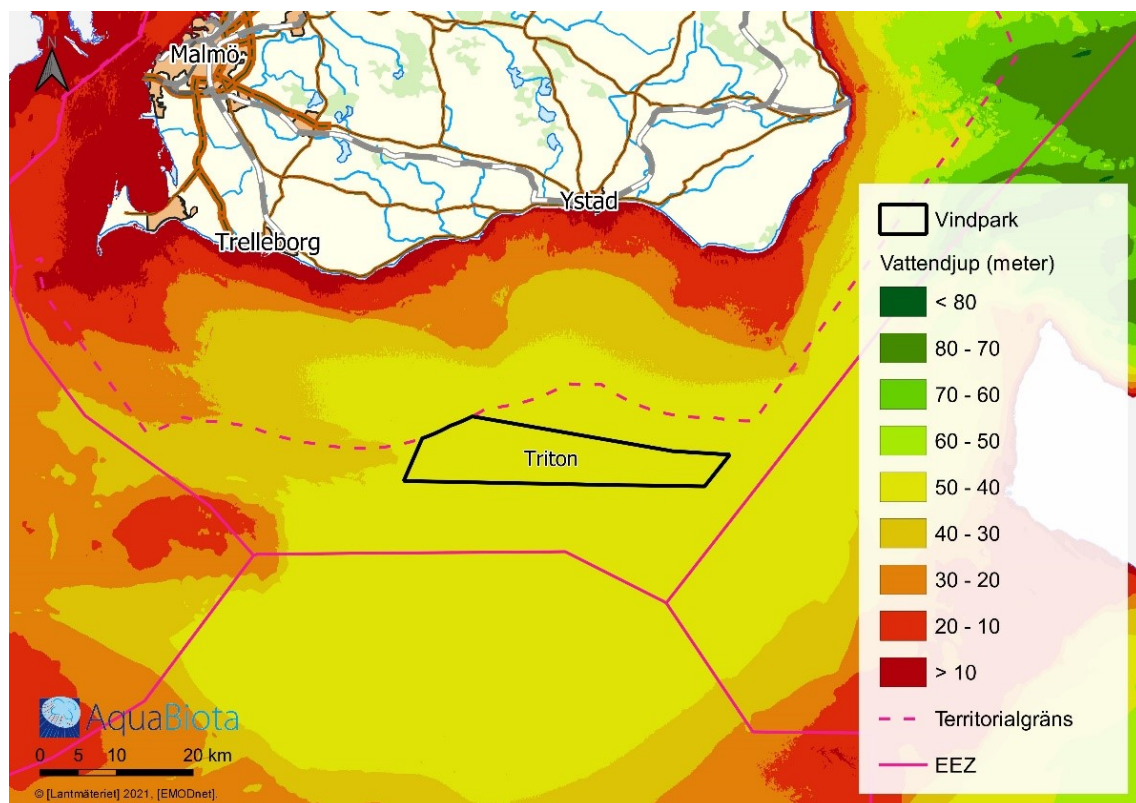 N
Malmö
Ystad
Trelleborg
Triton
Vindpark
Vattendjup (meter)
< 80
80 - 70
70 - 60
60 - 50
50 - 40
40 - 30
30 - 20
20 - 10
> 10
Territorialgräns
EEZ
AquaBiota
0 5 10 20 km
© [Lantmäteriet] 2021, [EMODnet].